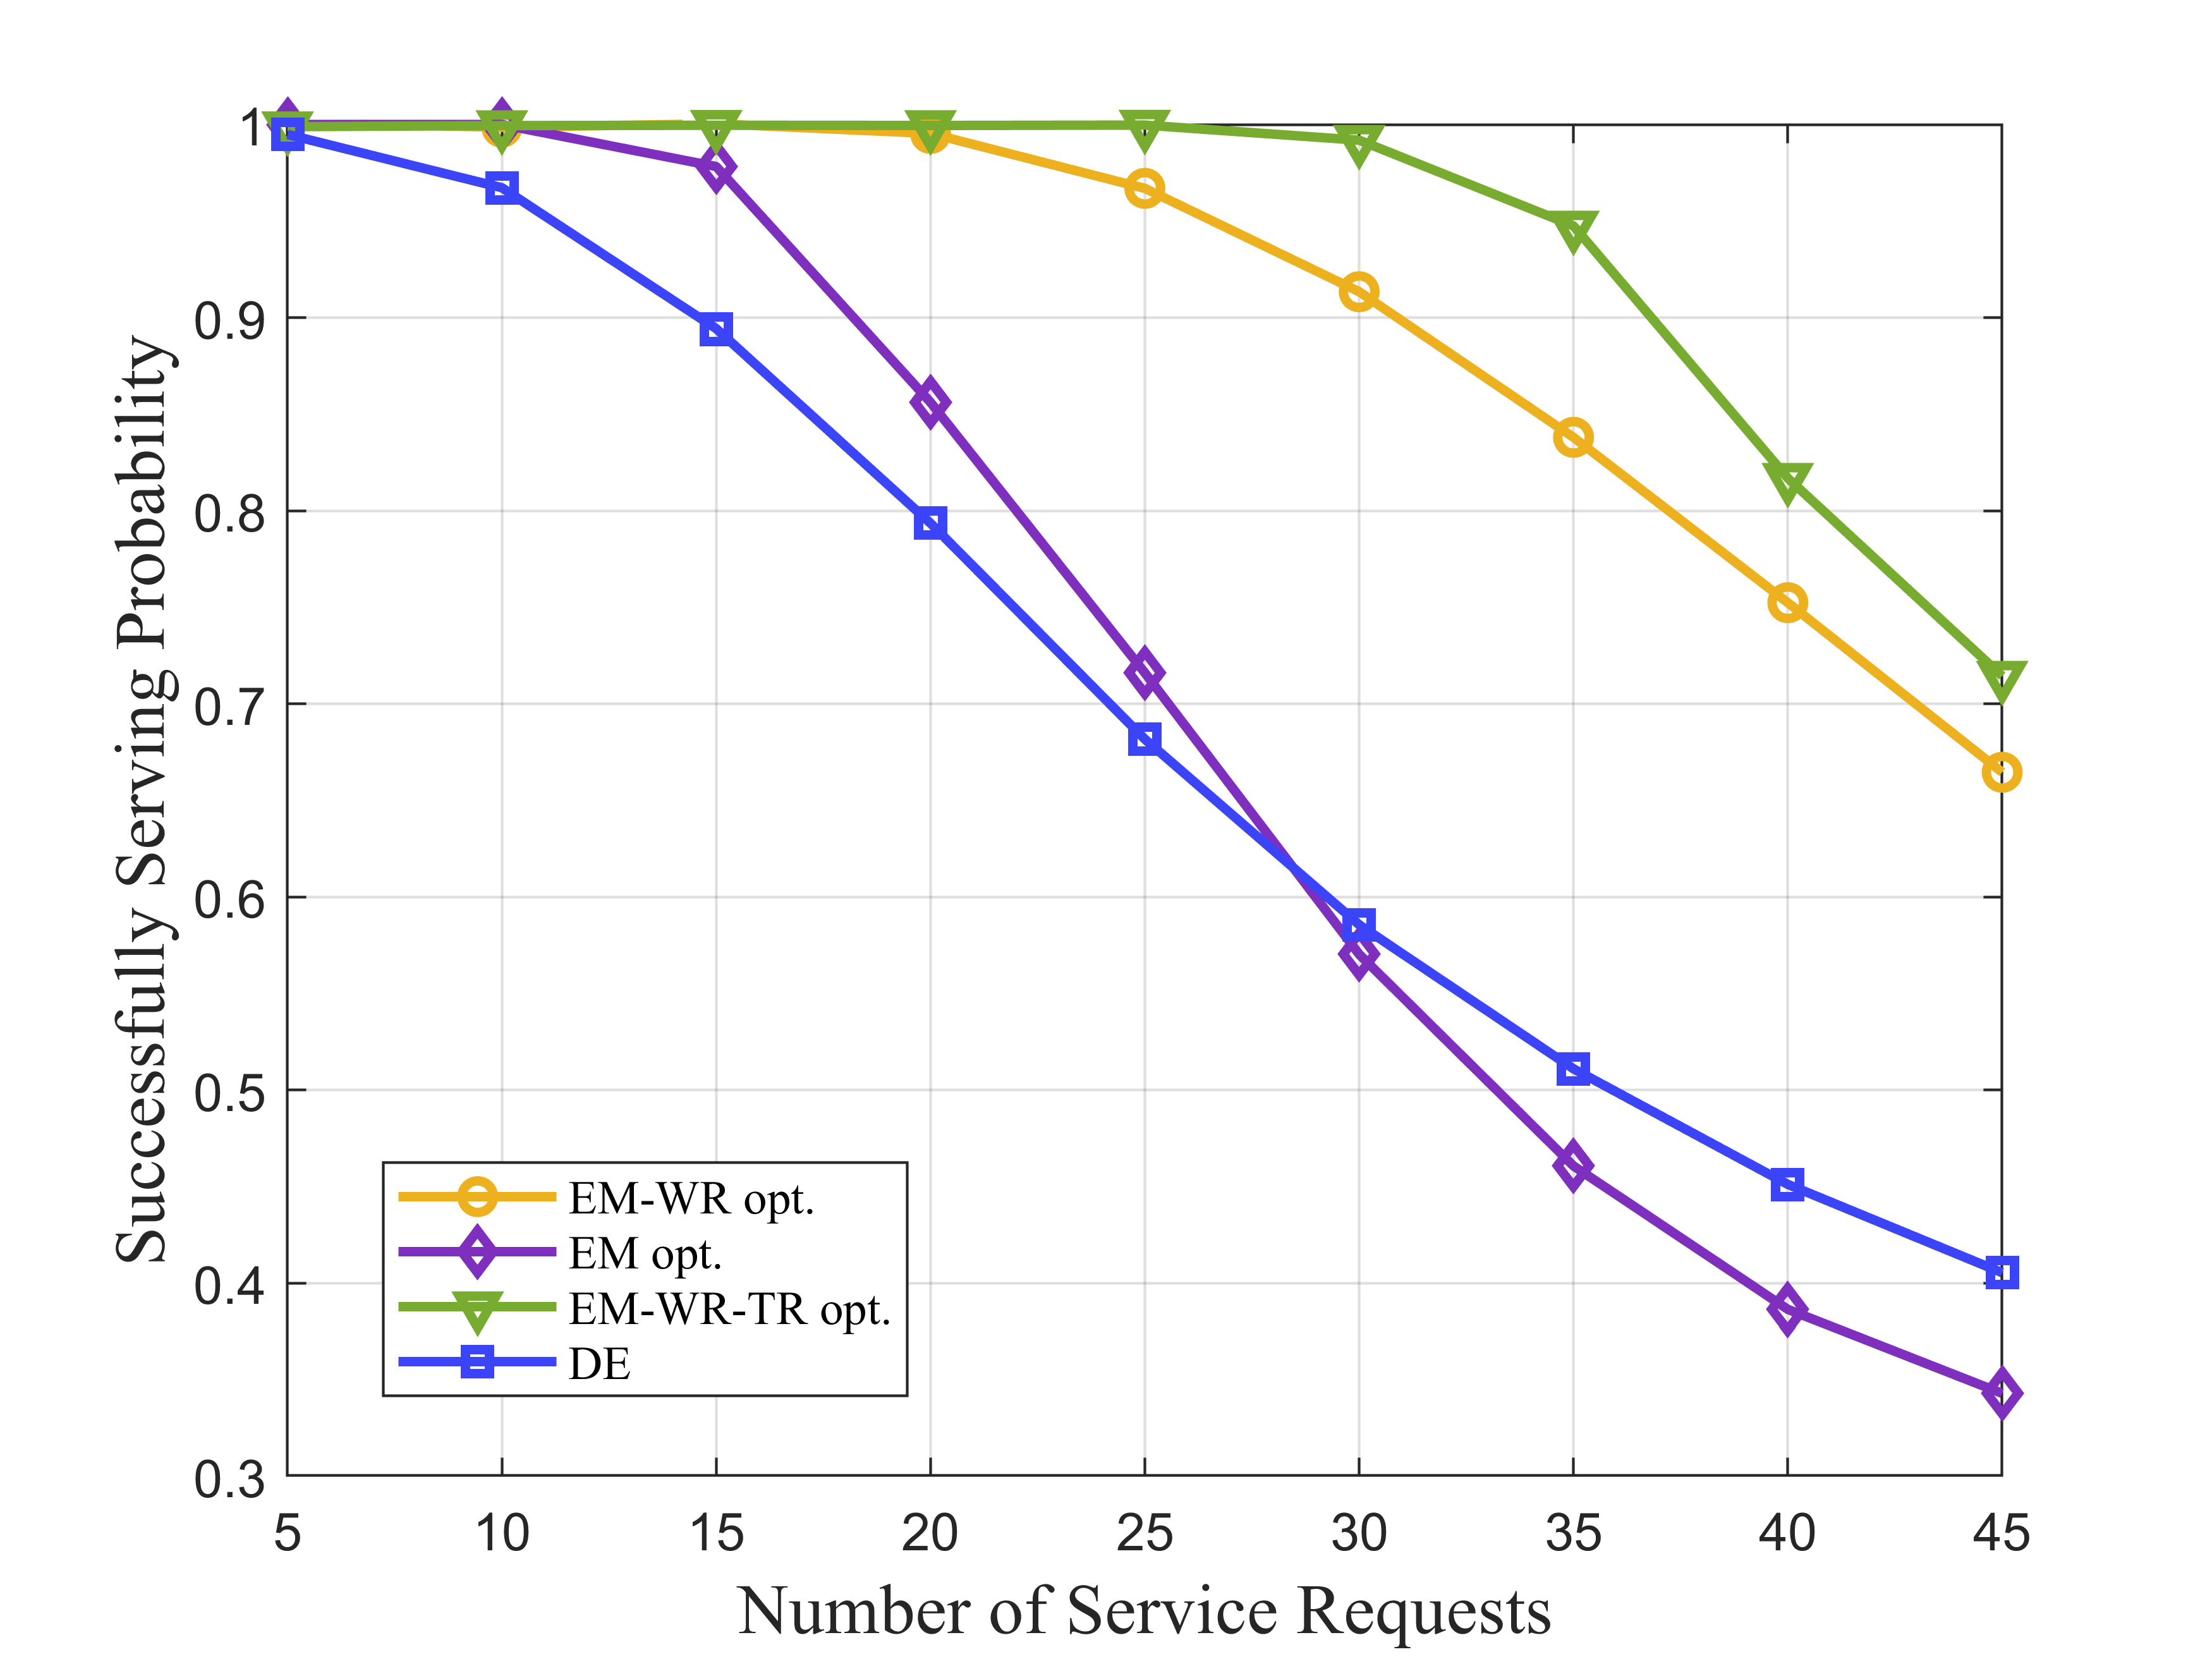 1
0.9
0.8
0.7
0.6
0.5
0.4
0.3
5 10 15 20 25 30 35 40 45
Successfully Serving Probability
Number of Service Requests
EM-WR opt.
EM opt.
EM-WR-TR opt.
DE